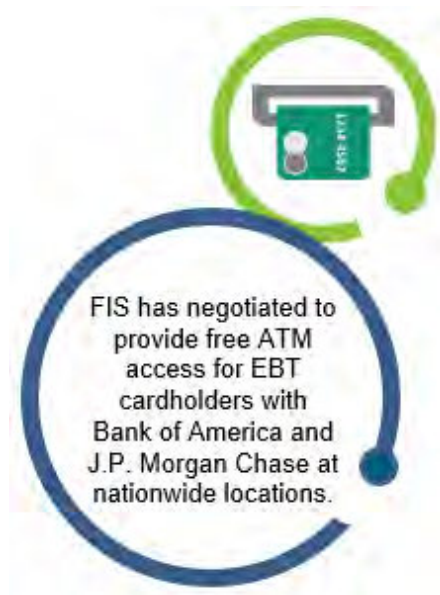 FIS has negotiated to
provide free ATM
access for EBT
cardholders with
Bank of America and
J.P. Morgan Chase at
nationwide locations.